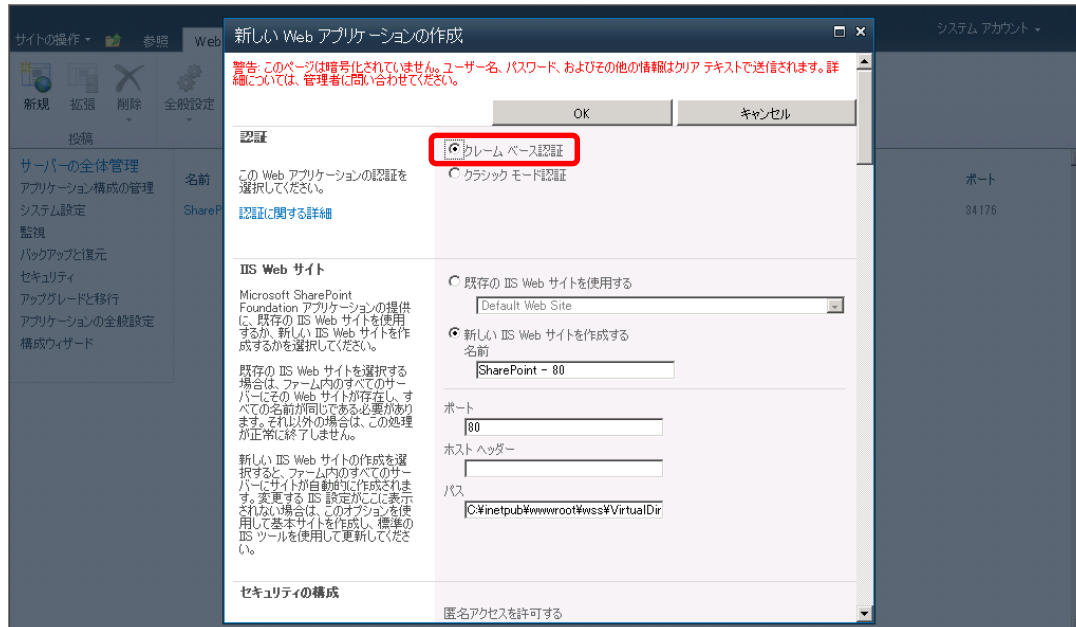 システム アカウント
サイトの操作
参照
Web
新規
拡張
削除
全般設定
投稿
サーバーの全体管理
アプリケーション構成の管理
システム設定
監視
バックアップと復元
セキュリティ
アップグレードと移行
アプリケーションの全般設定
構成ウィザード
名前
ShareP
ポート
34176
新しい Web アプリケーションの作成
警告: このページは暗号化されていません。ユーザー名、パスワード、およびその他の情報はクリア テキストで送信されます。詳
細については、管理者に問い合わせてください。
OK
キャンセル
認証
この Web アプリケーションの認証を
選択してください。
認証に関する詳細
クレーム ベース認証
クラシック モード認証
IIS Web サイト
Microsoft SharePoint
Foundation アプリケーションの提供
に、既存の IIS Web サイトを使用
するか、新しい IIS Web サイトを作
成するかを選択してください。
既存の IIS Web サイトを選択する
場合は、ファーム内のすべてのサー
バーにその Web サイトが存在し、す
べての名前が同じである必要があり
ます。それ以外の場合は、この処理
が正常に終了しません。
新しい IIS Web サイトの作成を選
択すると、ファーム内のすべてのサー
バーにサイトが自動的に作成されま
す。変更する IIS 設定がここに表示
されない場合は、このオプションを使
用して基本サイトを作成し、標準の
IIS ツールを使用して更新してくださ
い。
既存の IIS Web サイトを使用する
Default Web Site
新しい IIS Web サイトを作成する
名前
SharePoint - 80
ポート
80
ホスト ヘッダー
パス
C:¥inetpub¥wwwroot¥wss¥VirtualDir
セキュリティの構成
匿名アクセスを許可する